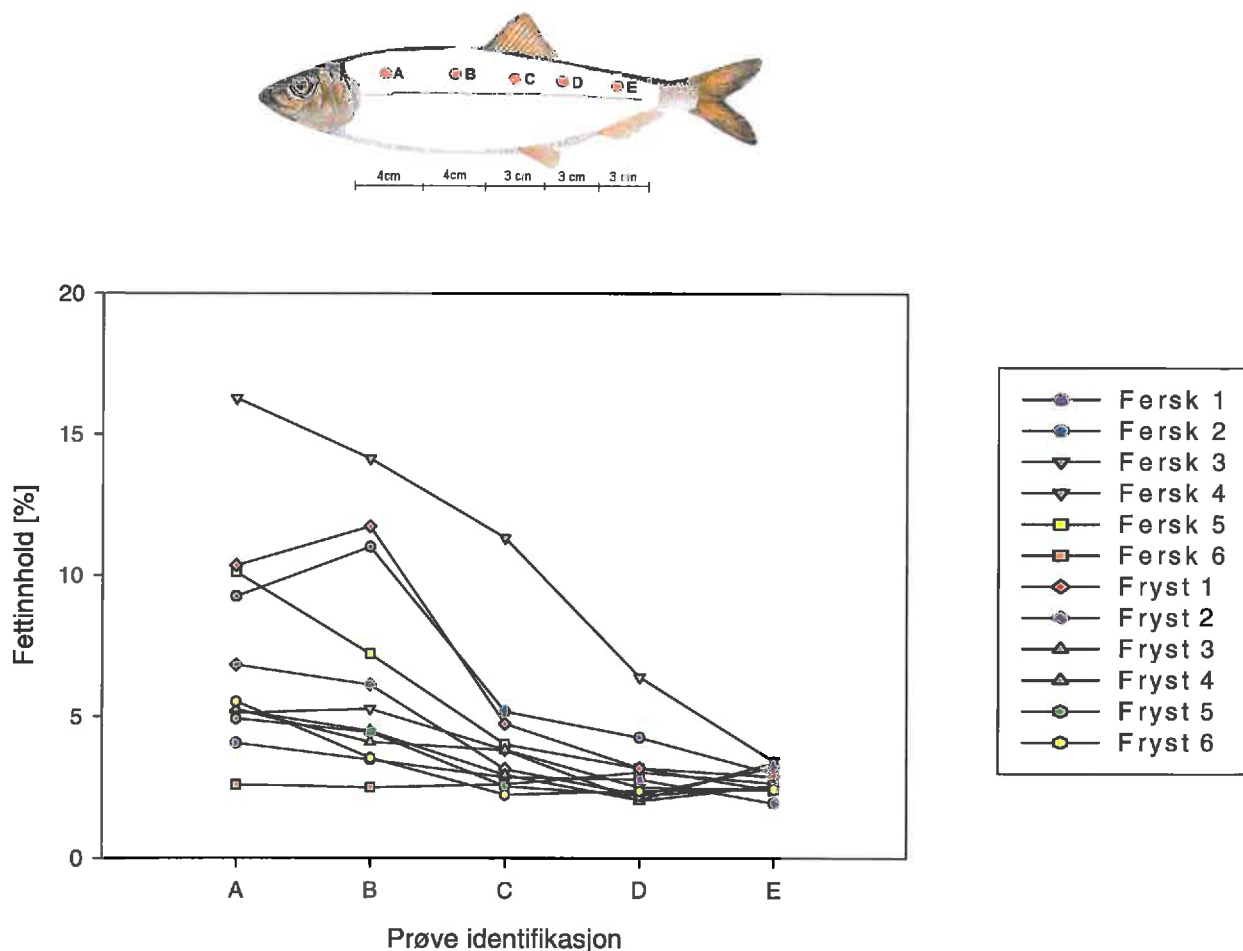 A B C D E
4cm 4cm 3 cm 3 cm 3 cm
20
15
10
5
0
Fettinnhold [%]
A B C D E
Prøve identifikasjon
Fersk 1
Fersk 2
Fersk 3
Fersk 4
Fersk 5
Fersk 6
Fryst 1
Fryst 2
Fryst 3
Fryst 4
Fryst 5
Fryst 6